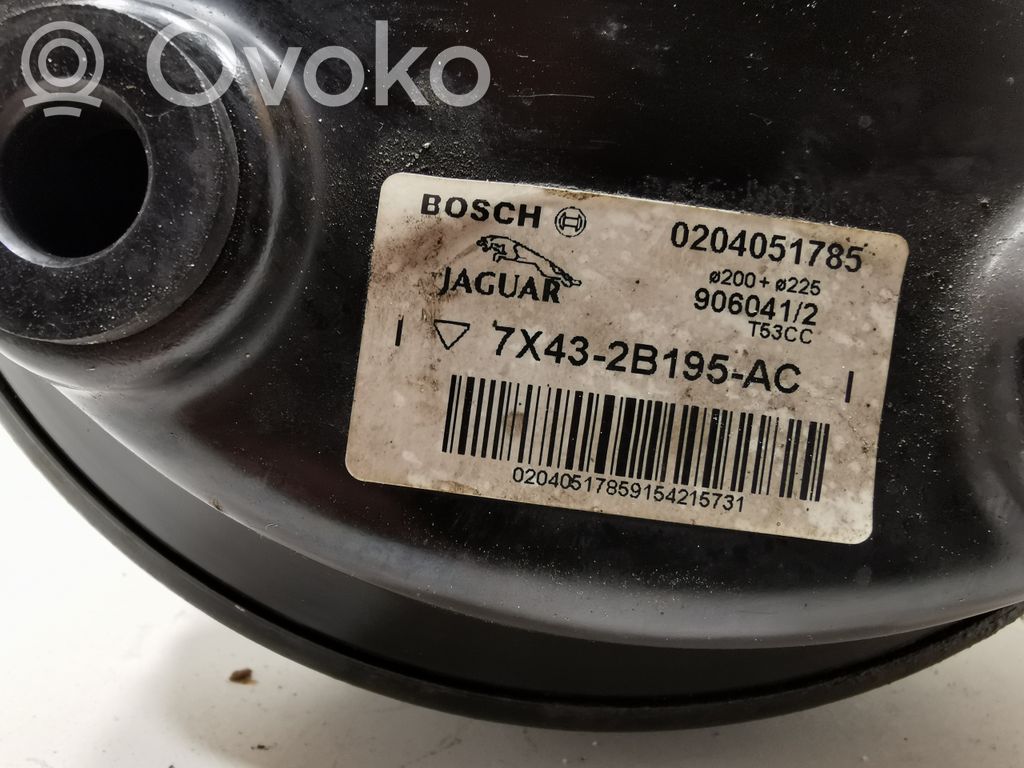 Ovoko
BOSCH
0204051785
ø200 + ø225
JAGUAR
906041/2
T53CC
7X43-2B195-AC
02040517859154215731